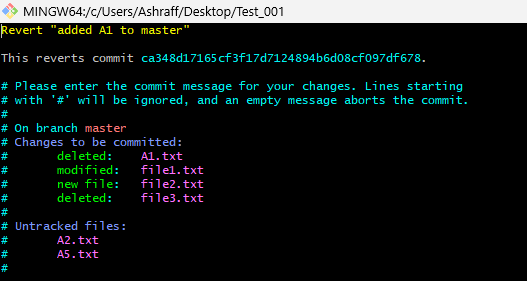 MINGW64:/c/Users/Ashraff/Desktop/Test_001
Revert "added A1 to master"
This reverts commit ca348d17165cf3f17d7124894b6d08cf097df678.
# Please enter the commit message for your changes. Lines starting
# with '#' will be ignored, and an empty message aborts the commit.
#
# On branch master
# Changes to be committed:
#       deleted:    A1.txt
#       modified:   file1.txt
#       new file:   file2.txt
#       deleted:    file3.txt
#
# Untracked files:
#       A2.txt
#       A5.txt
#